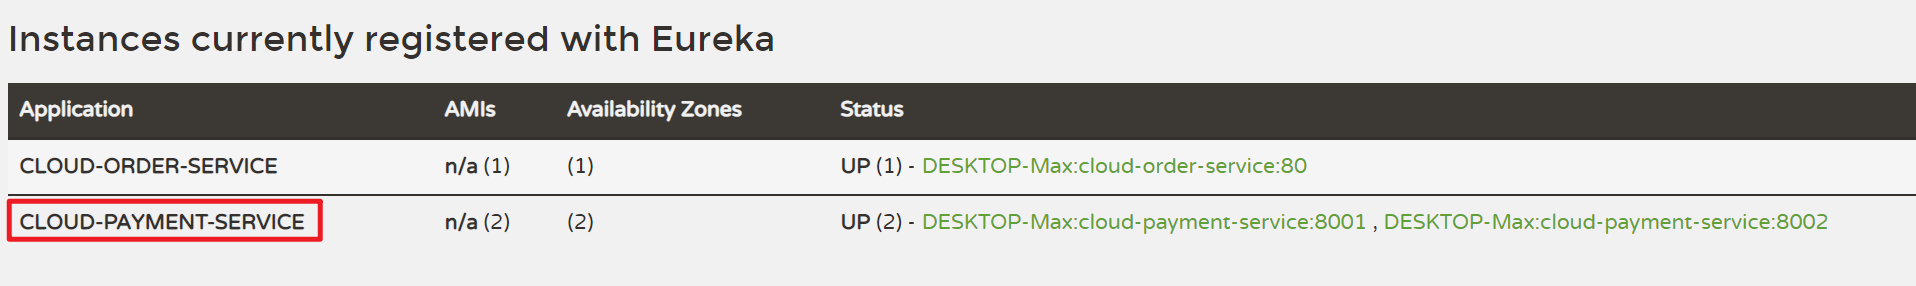 Instances currently registered with Eureka
Application AMIs Availability Zones Status
CLOUD-ORDER-SERVICE n/a (1) (1) UP (1) - DESKTOP-Max:cloud-order-service:80
CLOUD-PAYMENT-SERVICE n/a (2) (2) UP (2) - DESKTOP-Max:cloud-payment-service:8001 , DESKTOP-Max:cloud-payment-service:8002